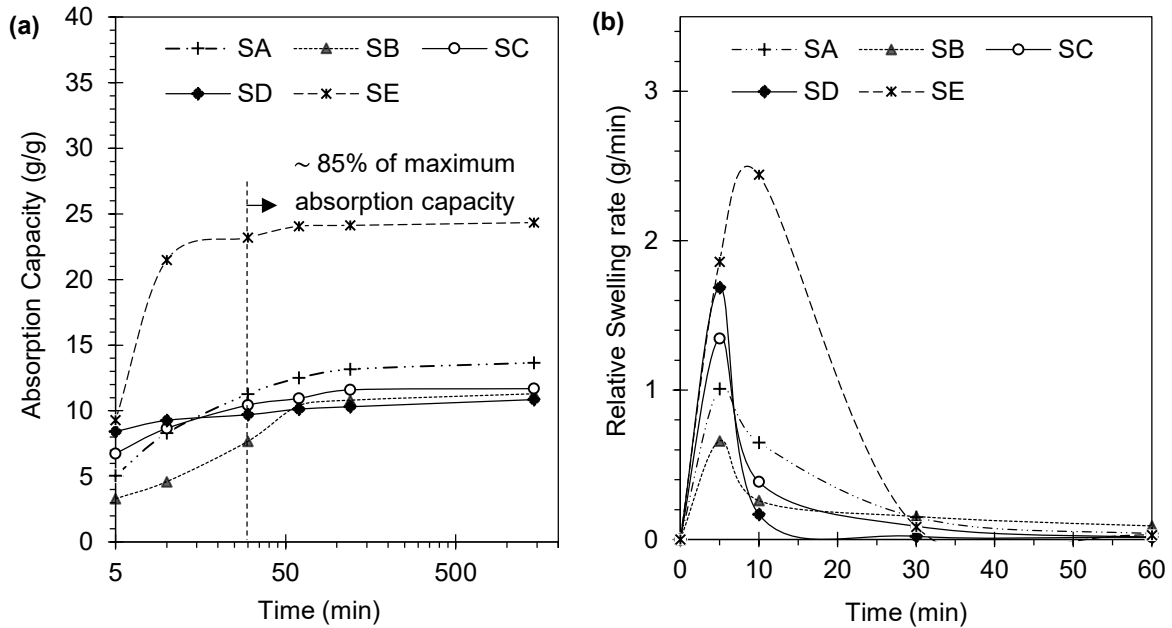 (a)
40
35
30
25
20
15
10
5
0
Absorption Capacity (g/g)
SA SB SC
SD SE
~ 85% of maximum
absorption capacity
5 50 500
Time (min)
(b)
3
2
1
0
Relative Swelling rate (g/min)
SA SB SC
SD SE
0 10 20 30 40 50 60
Time (min)